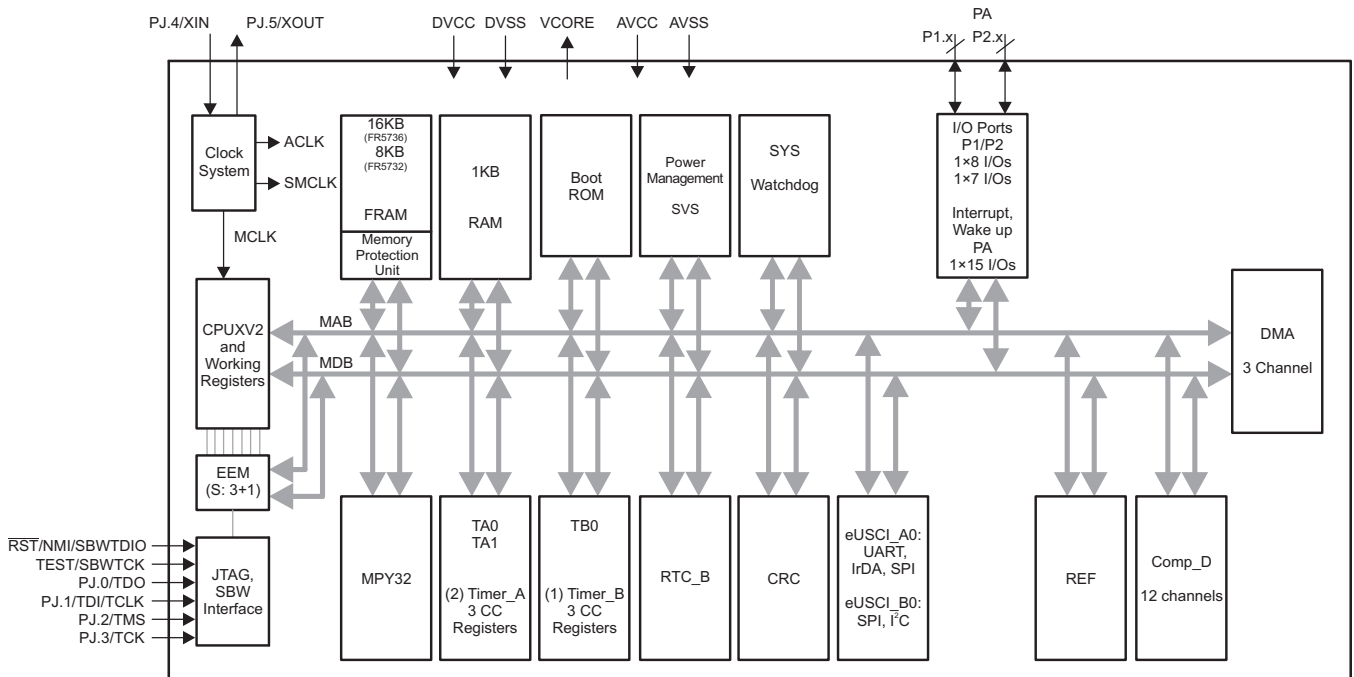 PJ.4/XIN
PJ.5/XOUT
DVCC
DVSS
VCORE
AVCC
AVSS
PA
P1.x
P2.x
Clock
System
ACLK
SMCLK
MCLK
16KB
(FR5736)
8KB
(FR5732)
FRAM
Memory
Protection
Unit
1KB
RAM
Boot
ROM
Power
Management
SVS
SYS
Watchdog
I/O Ports
P1/P2
1×8 I/Os
1×7 I/Os
Interrupt,
Wake up
PA
1×15 I/Os
CPUXV2
and
Working
Registers
MAB
MDB
DMA
3 Channel
EEM
(S: 3+1)
RST/NMI/SBWTDIO
TEST/SBWTCK
PJ.0/TDO
PJ.1/TDI/TCLK
PJ.2/TMS
PJ.3/TCK
JTAG,
SBW
Interface
MPY32
TA0
TA1
(2) Timer_A
3 CC
Registers
TB0
(1) Timer_B
3 CC
Registers
RTC_B
CRC
eUSCI_A0:
UART,
IrDA, SPI
eUSCI_B0:
SPI, I²C
REF
Comp_D
12 channels